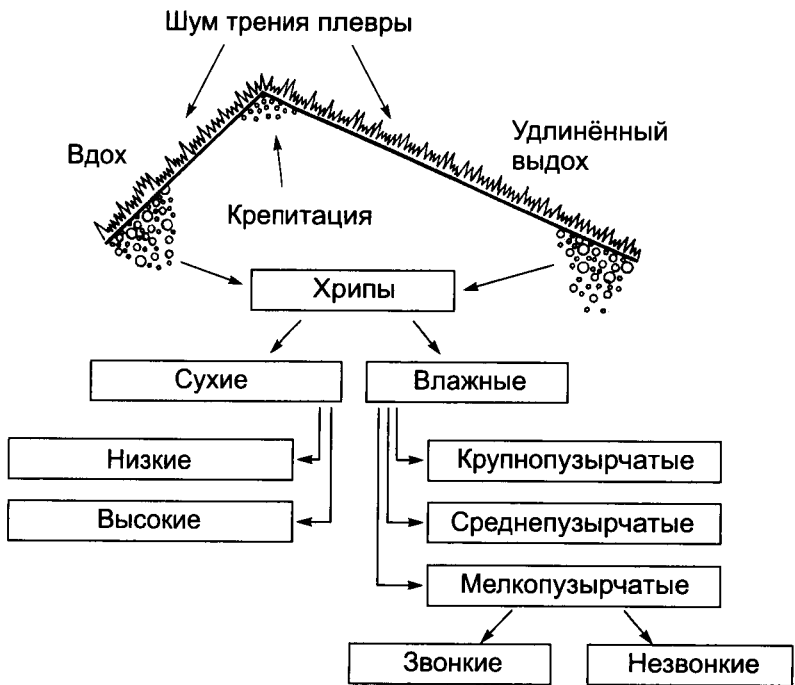 Шум трения плевры
Вдох
Удлинённый
выдох
Крепитация
Хрипы
Сухие
Влажные
Низкие
Крупнопузырчатые
Высокие
Среднепузырчатые
Мелкопузырчатые
Звонкие
Незвонкие